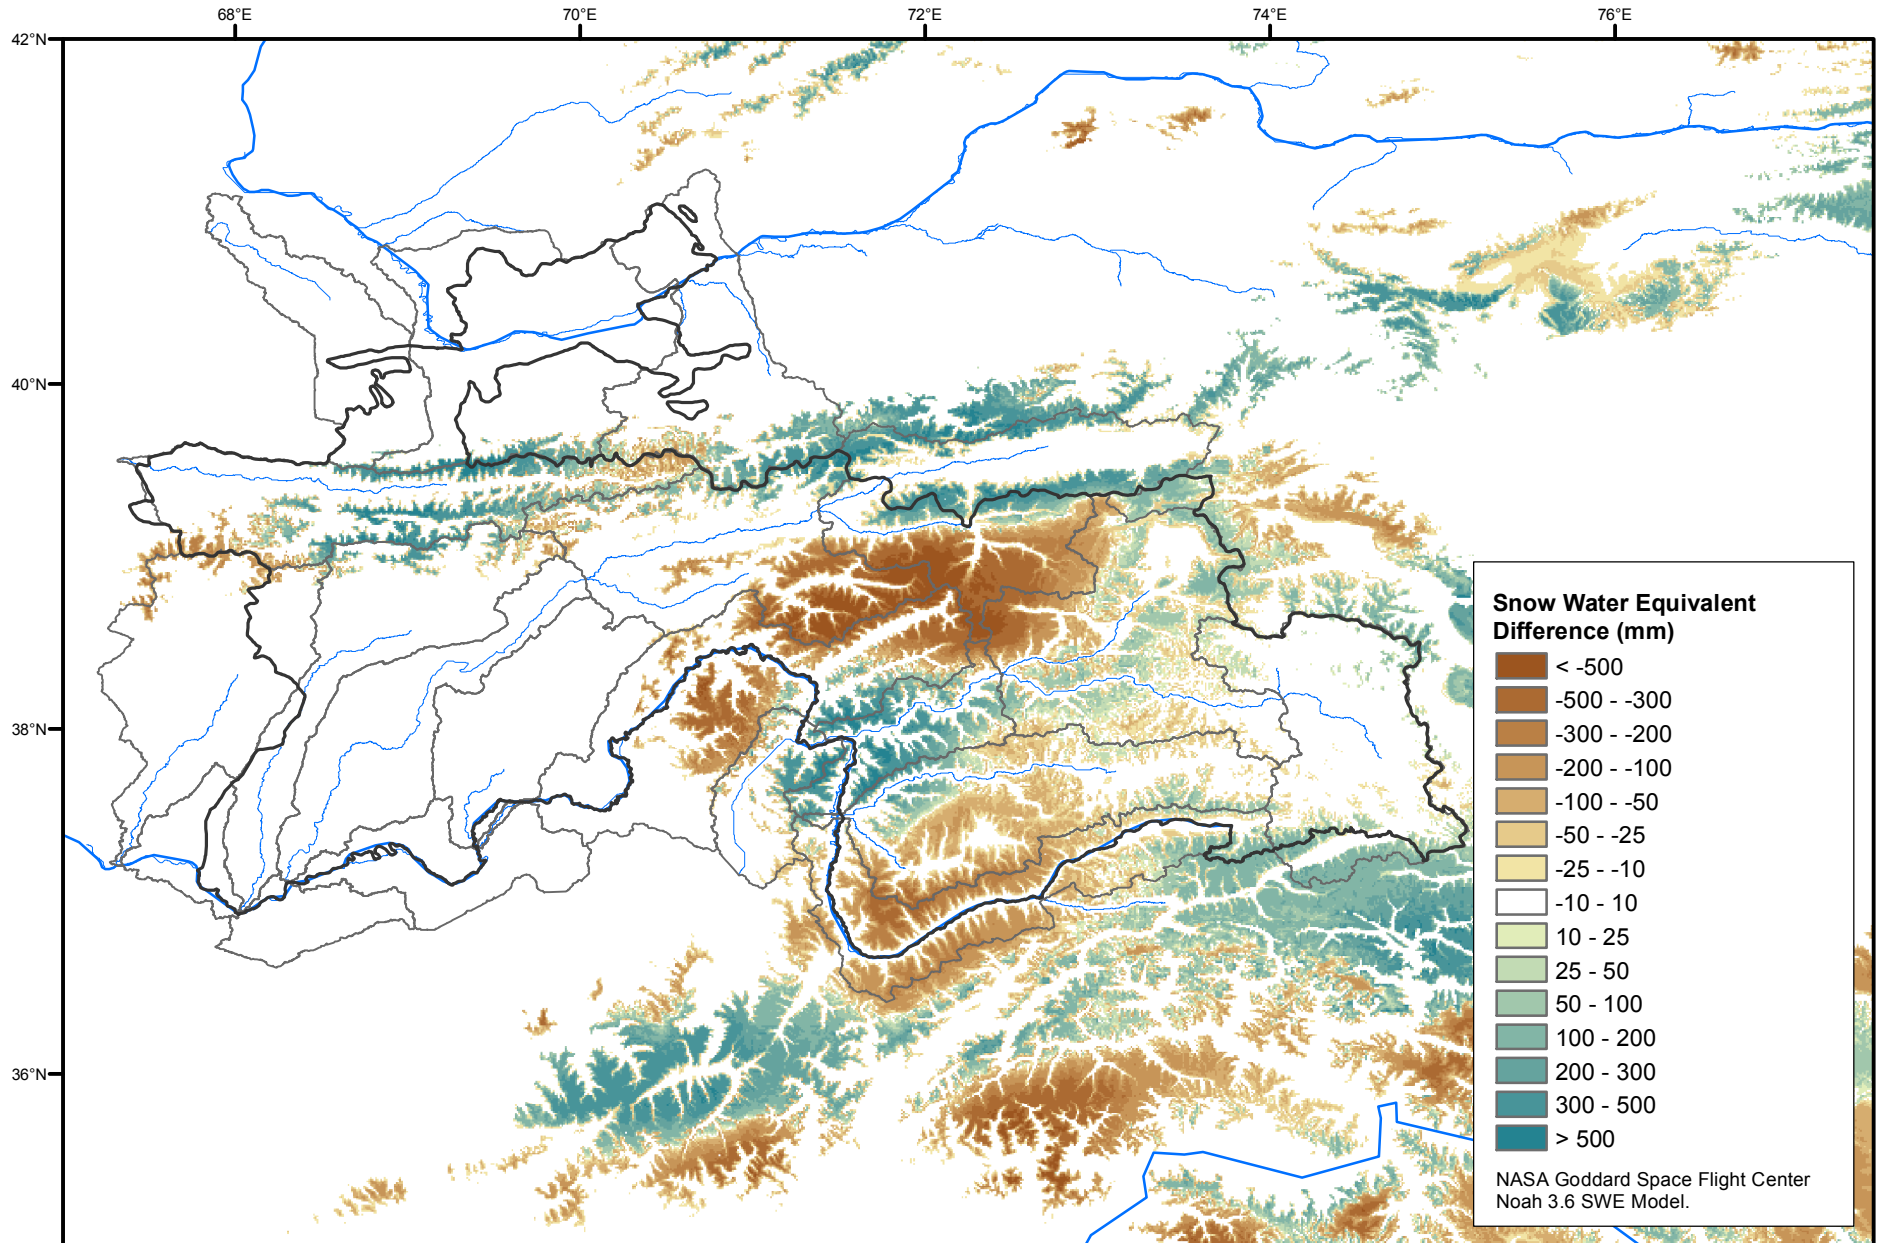 68°E
70°E
72°E
74°E
76°E
42°N
40°N
38°N
36°N
Snow Water Equivalent
Difference (mm)
< -500
-500 - -300
-300 - -200
-200 - -100
-100 - -50
-50 - -25
-25 - -10
-10 - 10
10 - 25
25 - 50
50 - 100
100 - 200
200 - 300
300 - 500
> 500
NASA Goddard Space Flight Center
Noah 3.6 SWE Model.